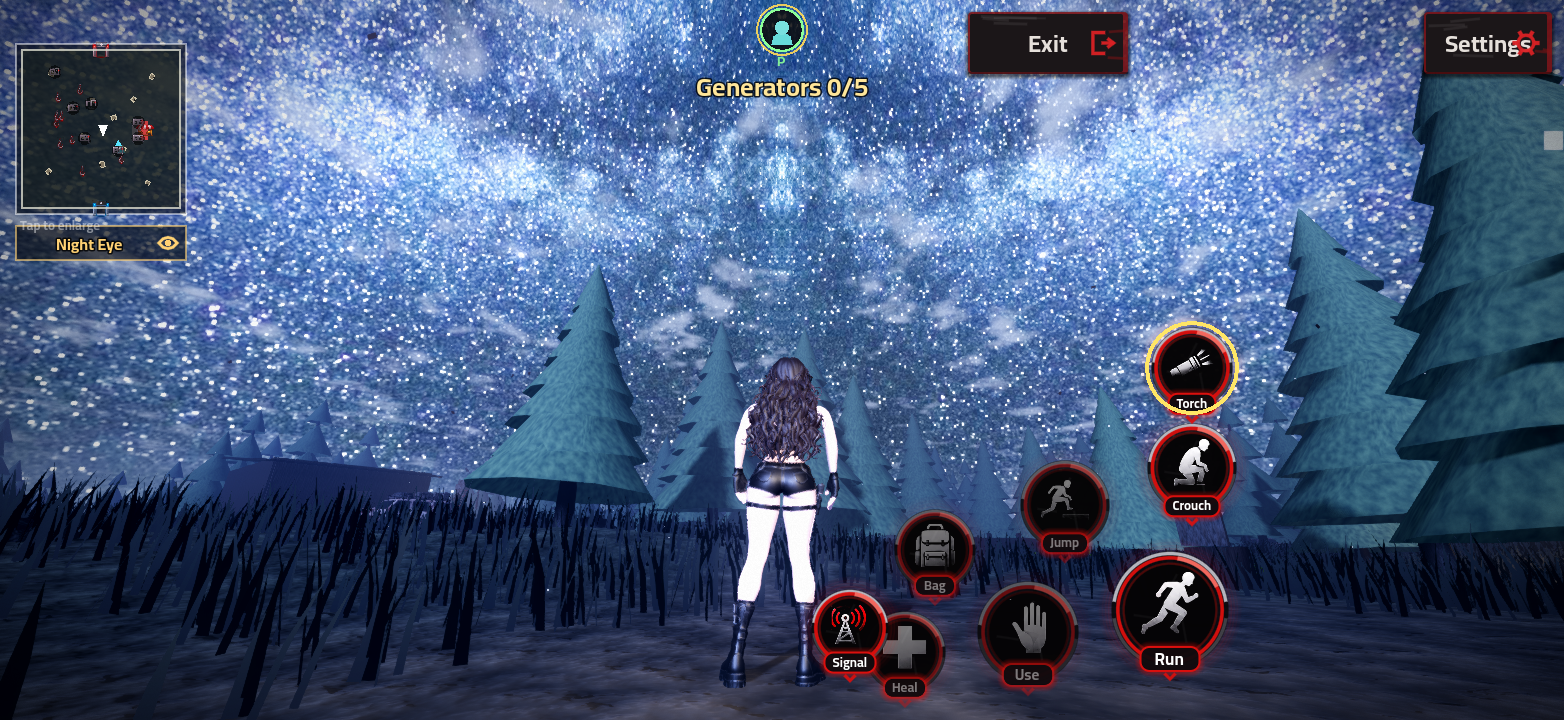 P
Generators 0/5
Exit
Settings
Tap to enlarge
Night Eye
Torch
Crouch
Jump
Bag
Signal
Heal
Use
Run